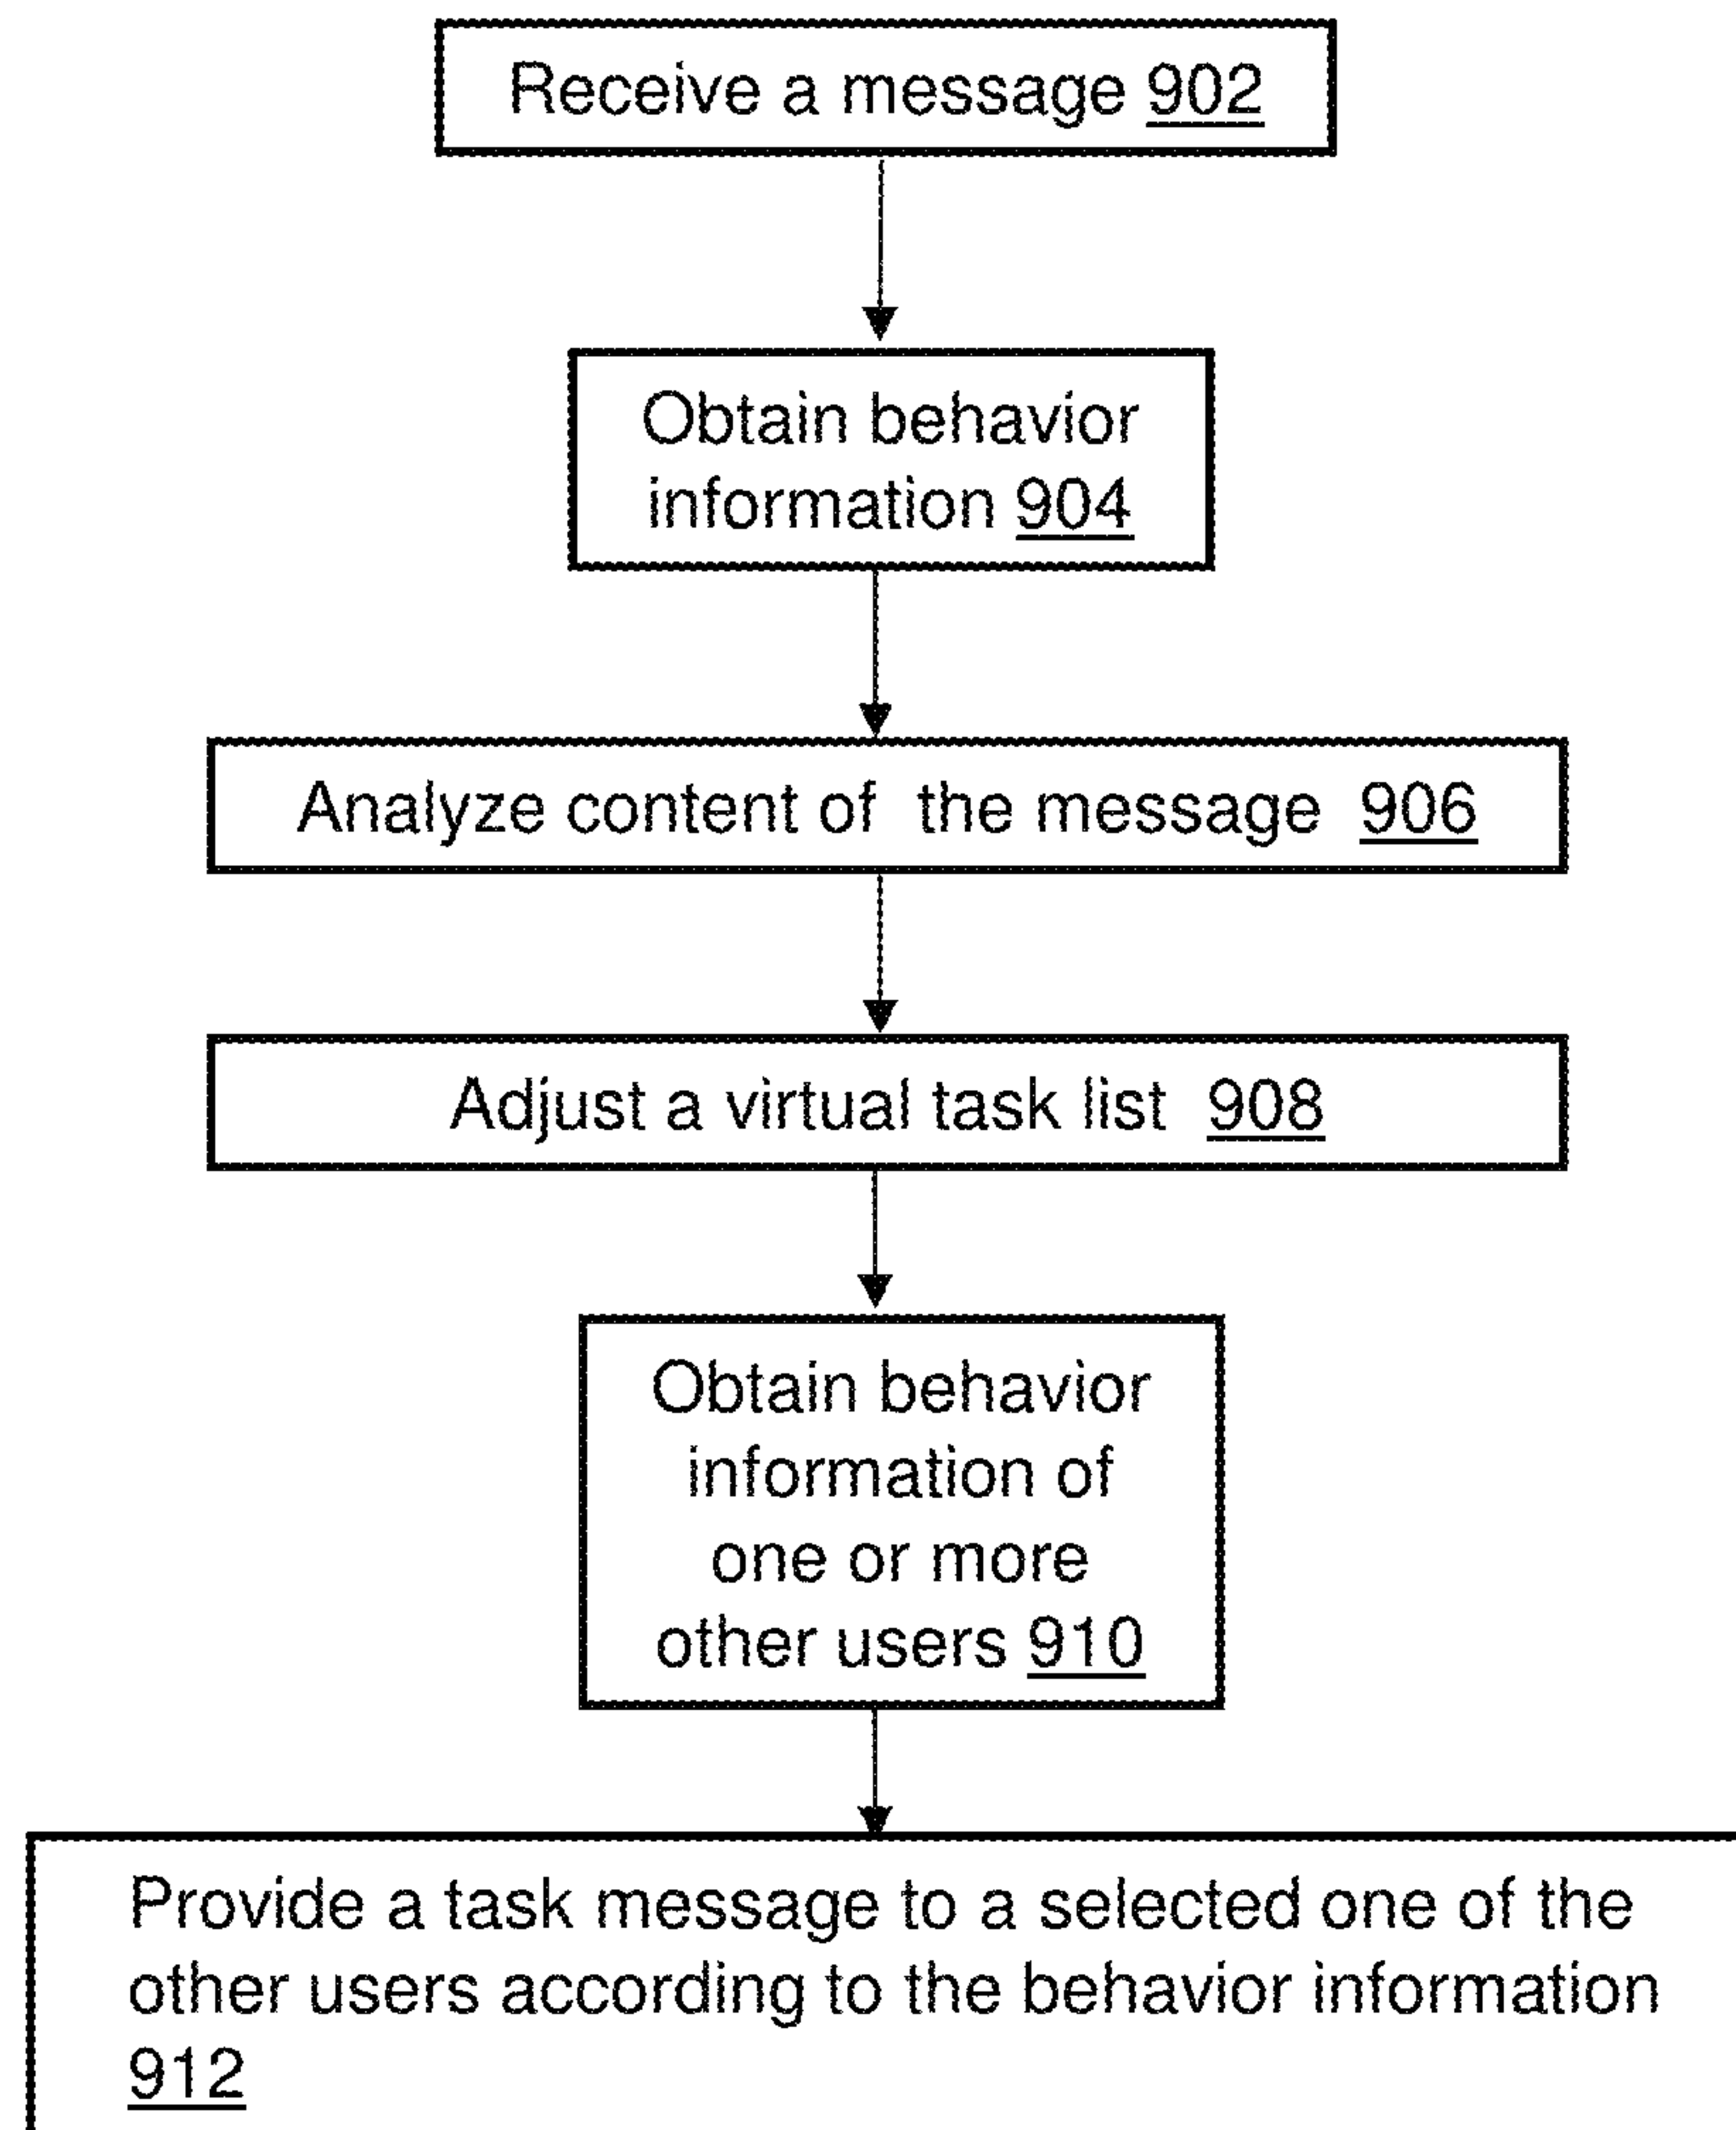 Receive a message 902
Obtain behavior
information 904
Analyze content of the message 906
Adjust a virtual task list 908
Obtain behavior
information of
one or more
other users 910
Provide a task message to a selected one of the
other users according to the behavior information
912